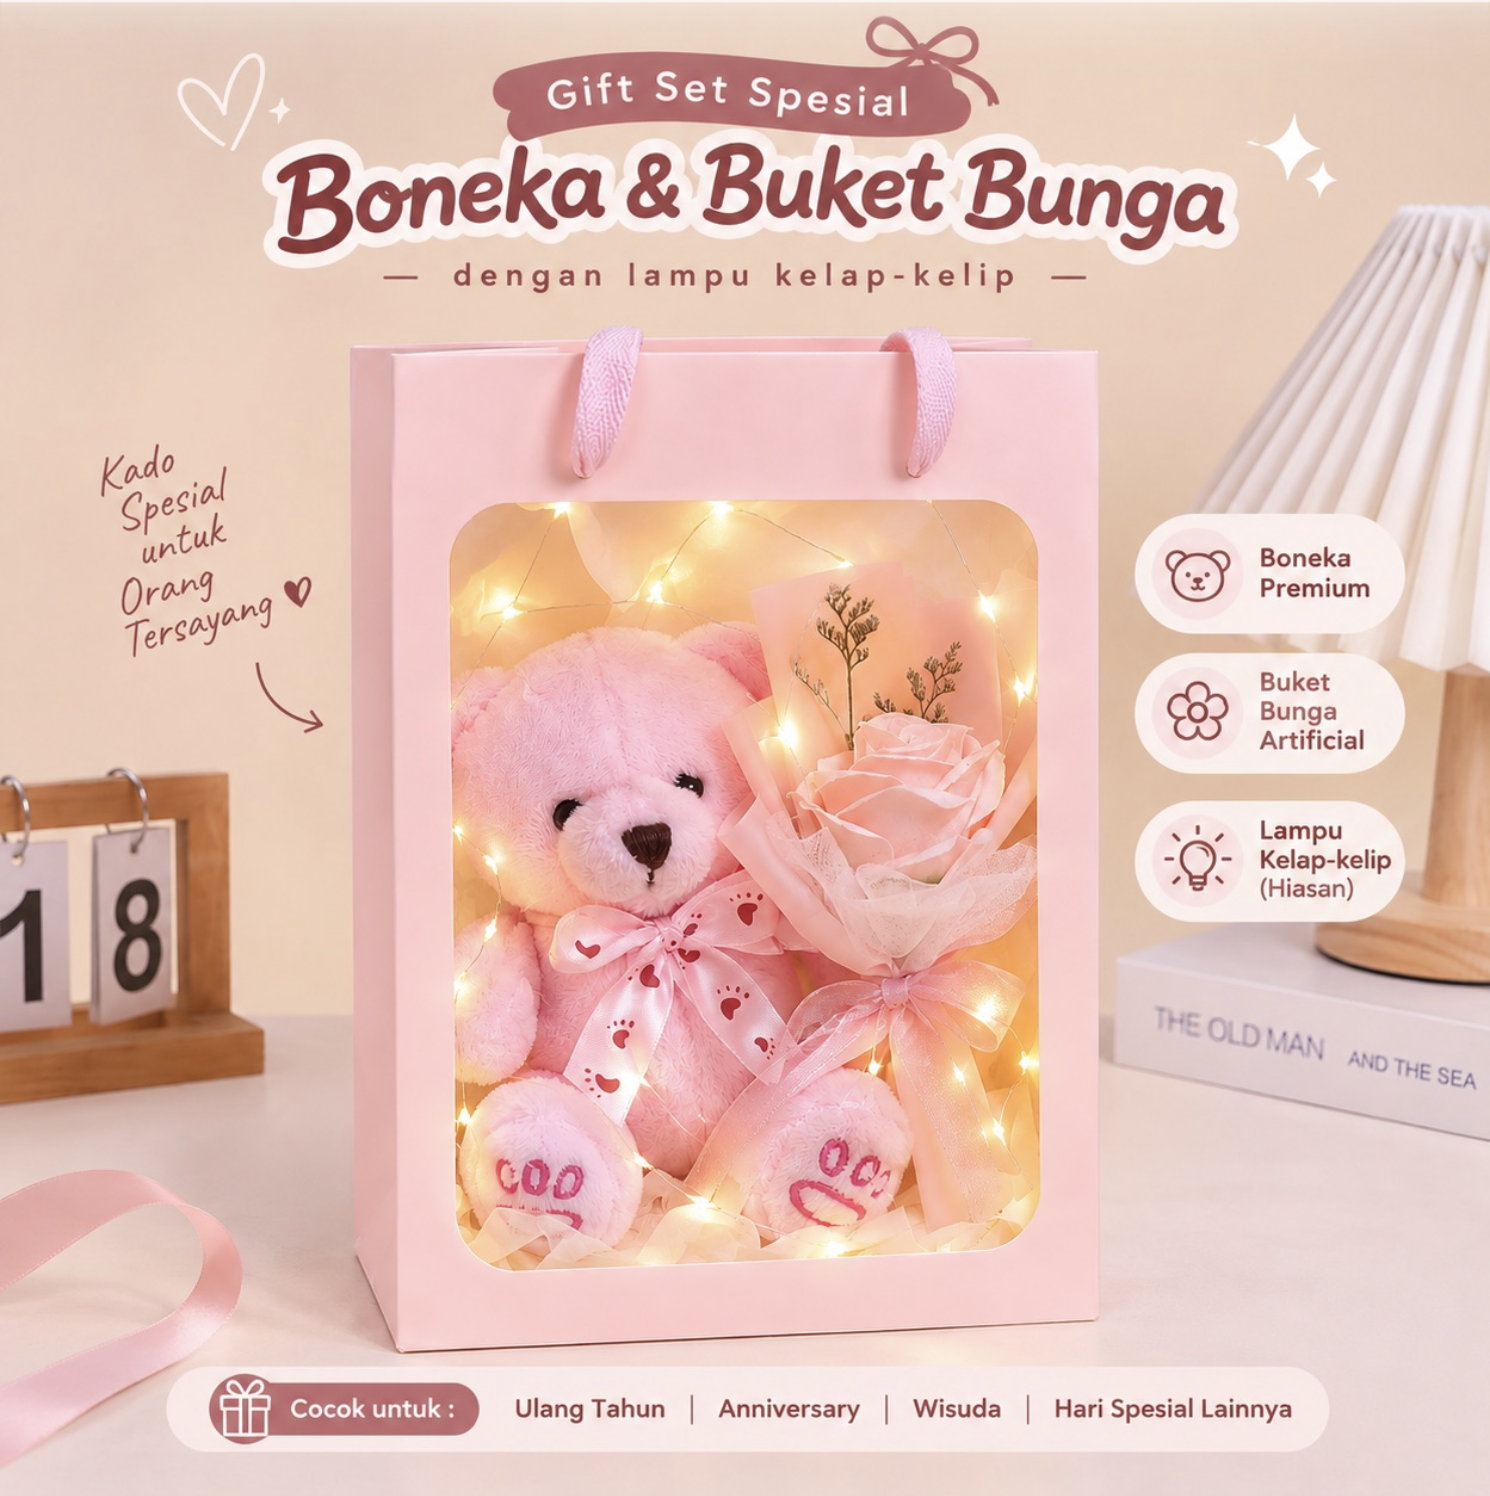 Gift Set Spesial
Boneka & Buket Bunga
— dengan lampu kelap-kelip —
Kado
Spesial
untuk
Orang
Tersayang
Boneka
Premium
Buket
Bunga
Artificial
Lampu
Kelap-kelip
(Hiasan)
18
THE OLD MAN AND THE SEA
Cocok untuk : Ulang Tahun | Anniversary | Wisuda | Hari Spesial Lainnya